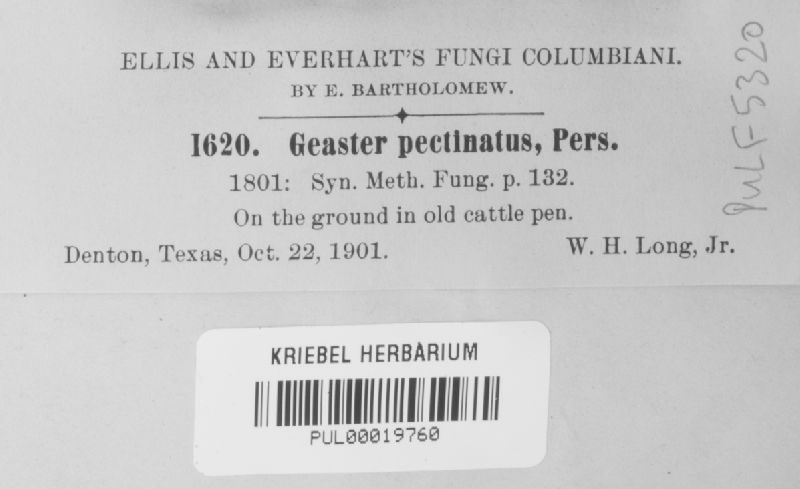 ELLIS AND EVERHART'S FUNGI COLUMBIANI.
BY E. BARTHOLOMEW.
1620. Geaster pectinatus, Pers.
1801: Syn. Meth. Fung. p. 132.
On the ground in old cattle pen.
Denton, Texas, Oct. 22, 1901. W. H. Long, Jr.
PULF5320
KRIEBEL HERBARIUM
PUL00019760